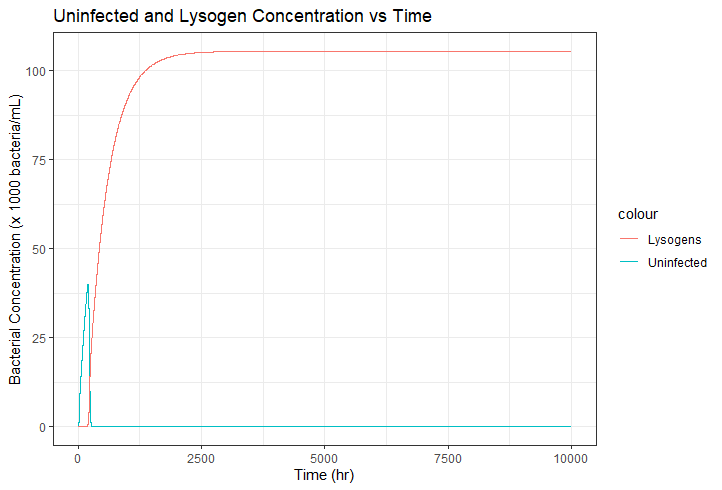 Uninfected and Lysogen Concentration vs Time
Bacterial Concentration (x 1000 bacteria/mL)
100
75
50
25
0
0 2500 5000 7500 10000
Time (hr)
colour
Lysogens
Uninfected